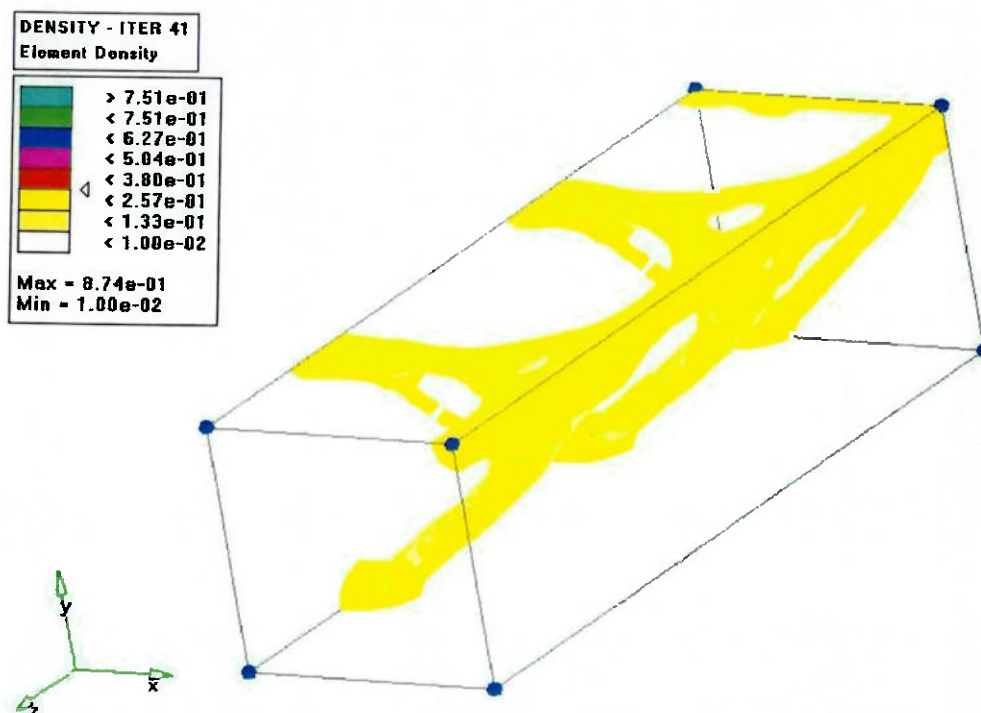 DENSITY - ITER 41
Element Density
> 7.51e-01
< 7.51e-01
< 6.27e-01
< 5.04e-01
< 3.80e-01
< 2.57e-01
< 1.33e-01
< 1.00e-02
Max = 8.74e-01
Min = 1.00e-02
y
x
z